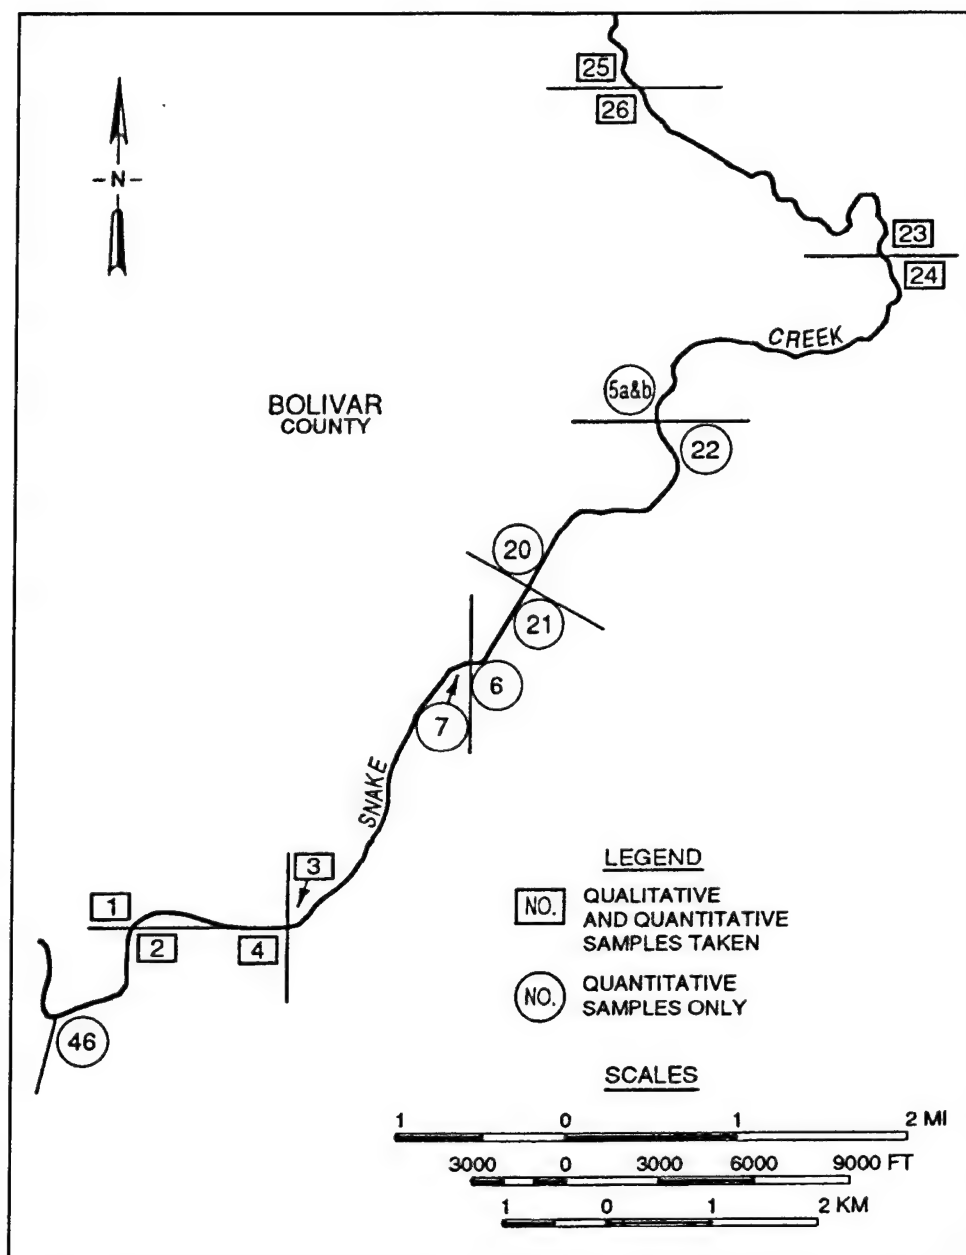 25
26
- N -
23
24
CREEK
5a&b
BOLIVAR
COUNTY
22
20
21
6
7
SNAKE
3
1
2
4
46
LEGEND
NO.
QUALITATIVE
AND QUANTITATIVE
SAMPLES TAKEN
NO.
QUANTITATIVE
SAMPLES ONLY
SCALES
1 0 1 2 MI
3000 0 3000 6000 9000 FT
1 0 1 2 KM